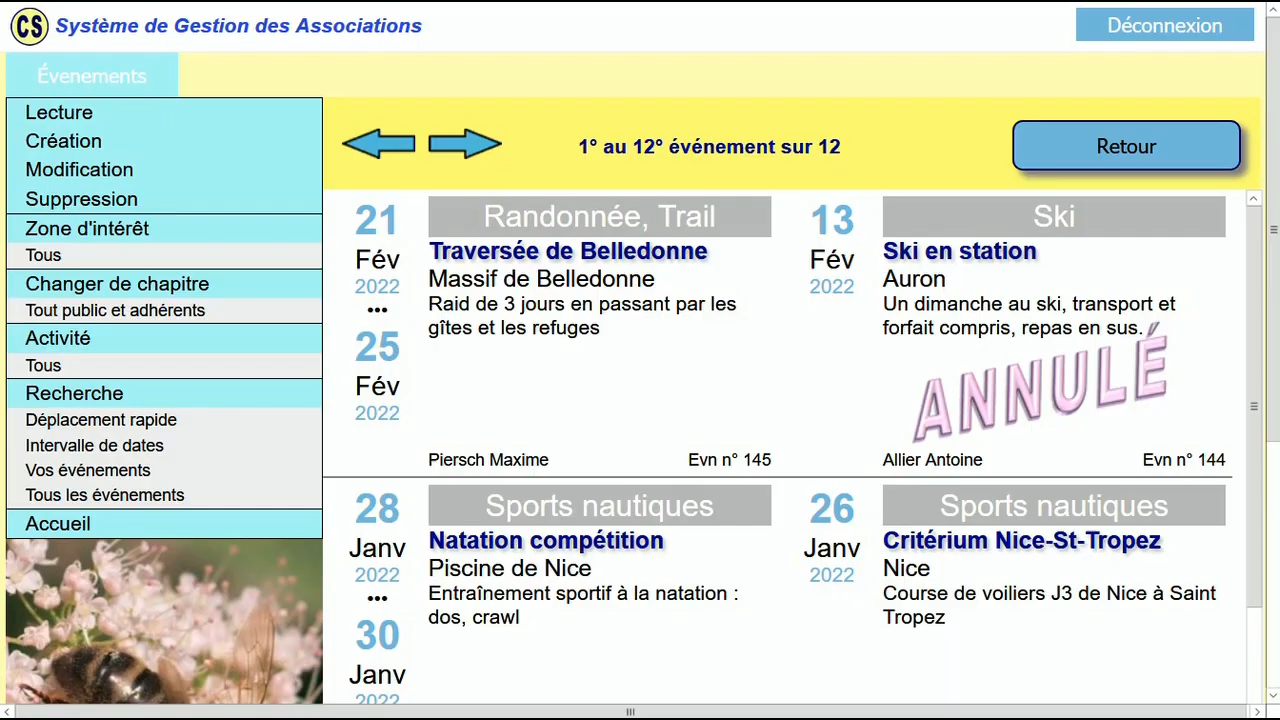 CS Système de Gestion des Associations
Déconnexion
Évenements
Lecture
Création
Modification
Suppression
Zone d'intérêt
Tous
Changer de chapitre
Tout public et adhérents
Activité
Tous
Recherche
Déplacement rapide
Intervalle de dates
Vos événements
Tous les événements
Accueil
1° au 12° événement sur 12
Retour
21
Fév
2022
...
25
Fév
2022
Randonnée, Trail
Traversée de Belledonne
Massif de Belledonne
Raid de 3 jours en passant par les
gîtes et les refuges
Piersch Maxime
Evn n° 145
13
Fév
2022
Ski
Ski en station
Auron
Un dimanche au ski, transport et
forfait compris, repas en sus.
ANNULÉ
Allier Antoine
Evn n° 144
28
Janv
2022
...
30
Janv
2022
Sports nautiques
Natation compétition
Piscine de Nice
Entraînement sportif à la natation :
dos, crawl
26
Janv
2022
Sports nautiques
Critérium Nice-St-Tropez
Nice
Course de voiliers J3 de Nice à Saint
Tropez